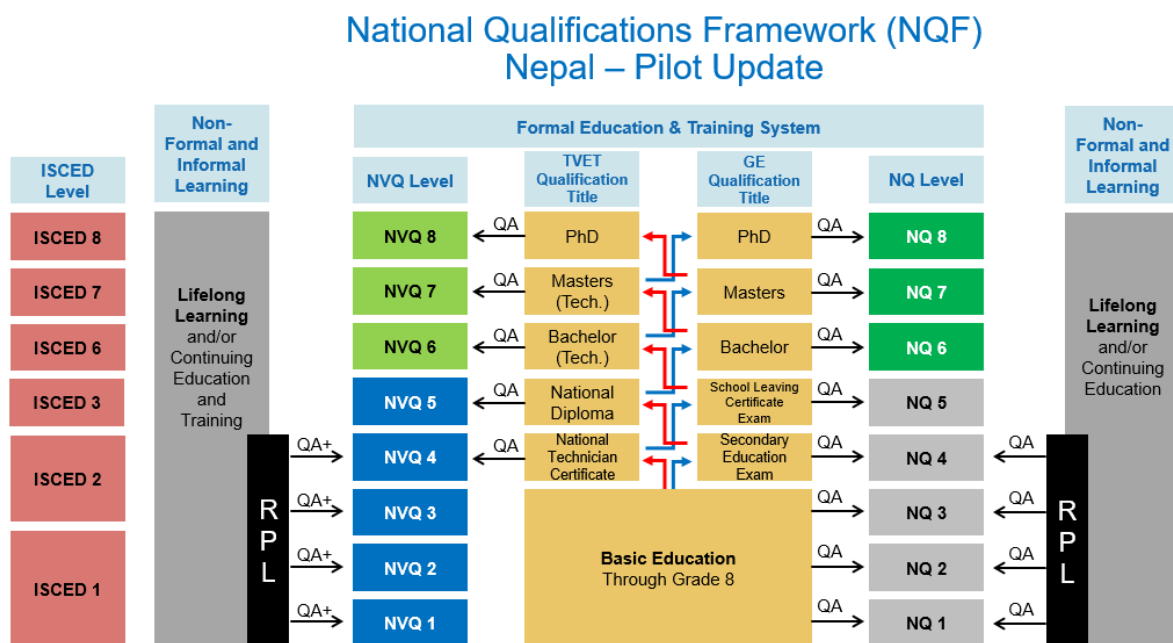 National Qualifications Framework (NQF)
Nepal – Pilot Update
Non-
Formal and
Informal
Learning
Formal Education & Training System
Non-
Formal and
Informal
Learning
ISCED
Level
NVQ Level
TVET
Qualification
Title
GE
Qualification
Title
NQ Level
ISCED 8
NVQ 8
QA
PhD
PhD
QA
NQ 8
ISCED 7
NVQ 7
QA
Masters
(Tech.)
Masters
QA
NQ 7
ISCED 6
NVQ 6
QA
Bachelor
(Tech.)
Bachelor
QA
NQ 6
ISCED 3
NVQ 5
QA
National
Diploma
School Leaving
Certificate
Exam
QA
NQ 5
Lifelong
Learning
and/or
Continuing
Education
and
Training
Lifelong
Learning
and/or
Continuing
Education
ISCED 2
QA+
NVQ 4
QA
National
Technician
Certificate
Secondary
Education
Exam
QA
NQ 4
QA
QA+
NVQ 3
QA
NQ 3
QA
ISCED 1
RPL
QA+
NVQ 2
Basic Education
Through Grade 8
QA
NQ 2
QA
RPL
QA+
NVQ 1
QA
NQ 1
QA